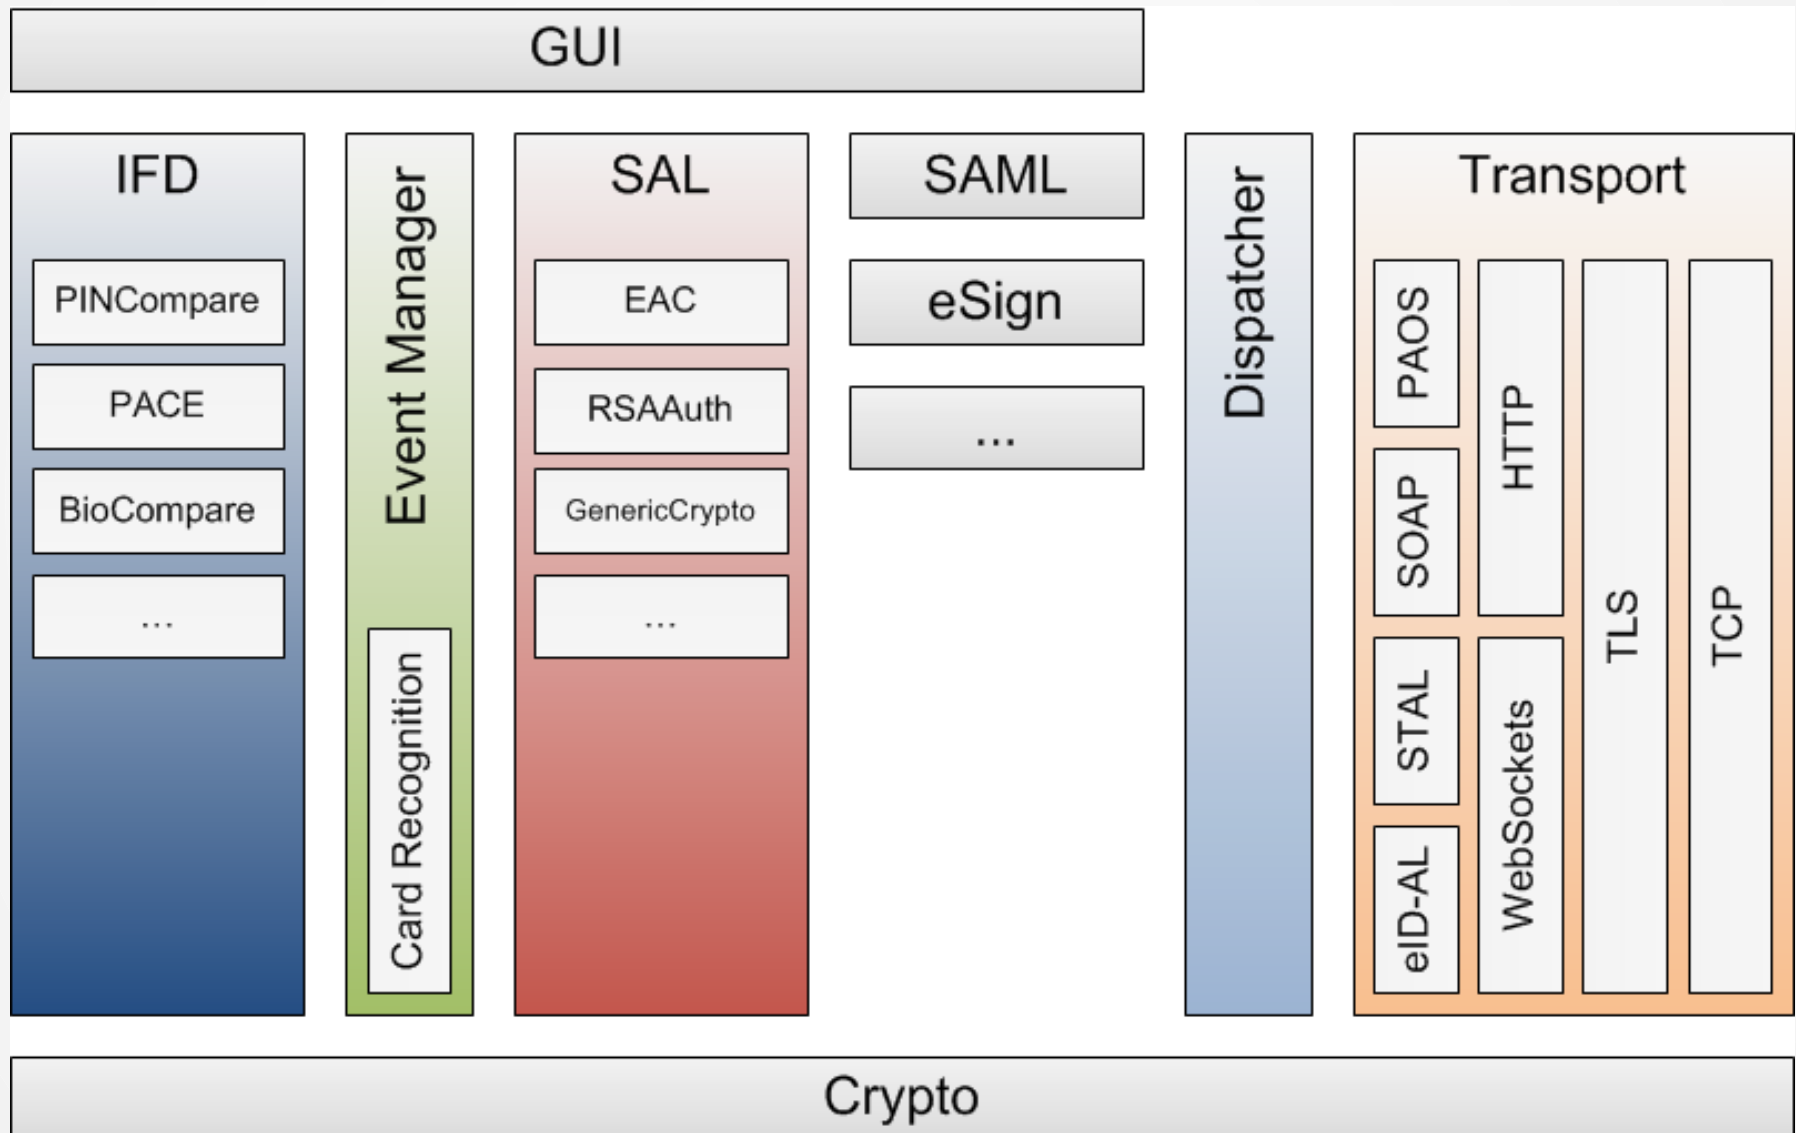 GUI
IFD
PINCompare
PACE
BioCompare
...
Event Manager
Card Recognition
SAL
EAC
RSAAuth
GenericCrypto
...
SAML
eSign
...
Dispatcher
Transport
PAOS
SOAP
STAL
eID-AL
HTTP
WebSockets
TLS
TCP
Crypto